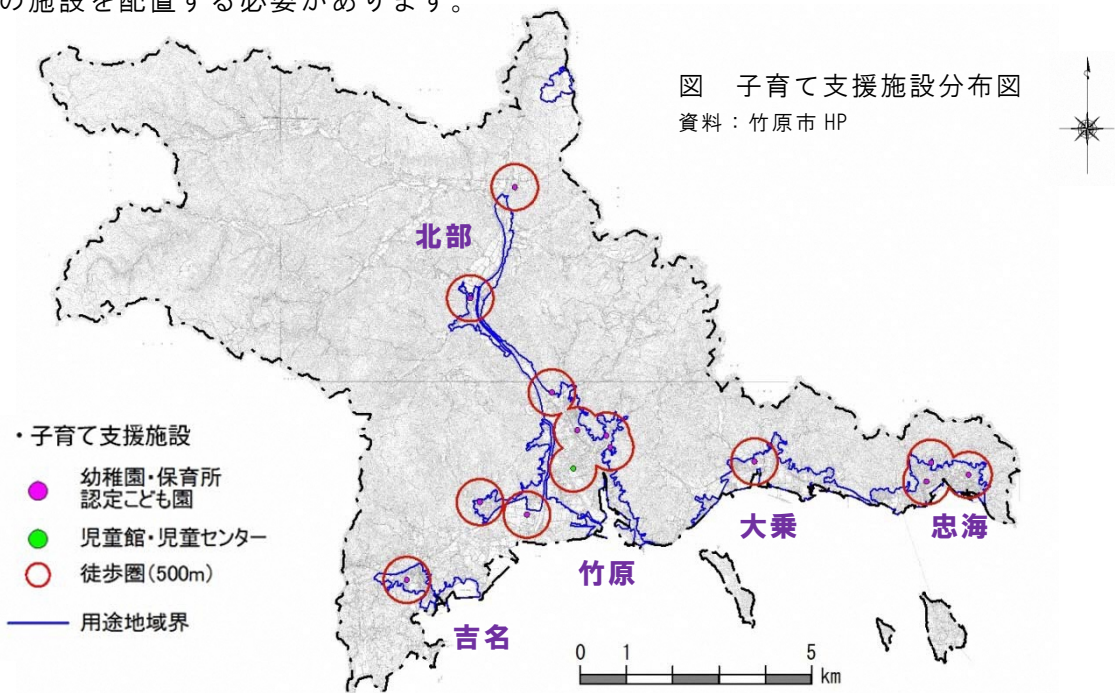 の施設を配置する必要があります。
図 子育て支援施設分布図
資料：竹原市 HP
北部
・子育て支援施設
幼稚園・保育所
認定こども園
児童館・児童センター
徒歩圏(500m)
用途地域界
大乗
忠海
竹原
吉名
0 1 5
km